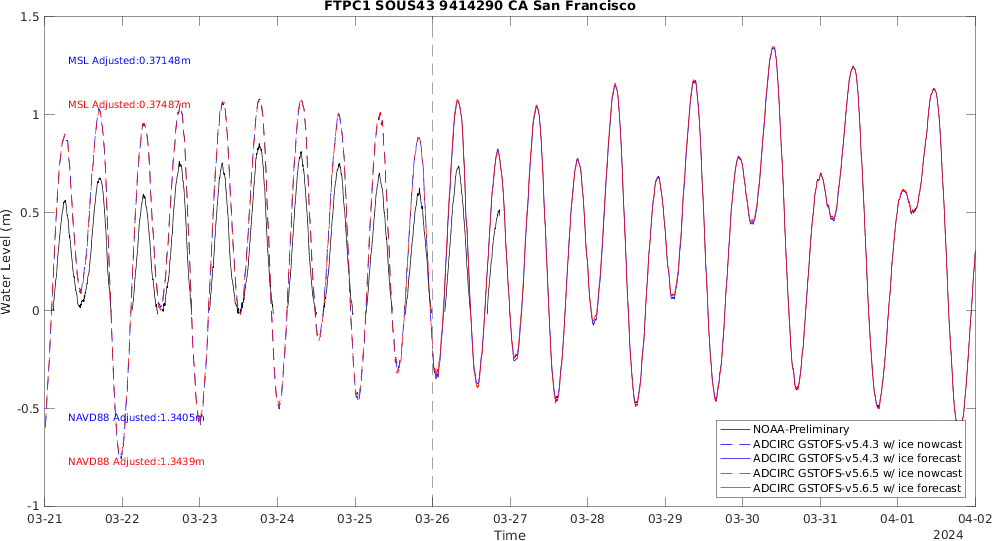 FTPC1 SOUS43 9414290 CA San Francisco
1.5
MSL Adjusted:0.37148m
MSL Adjusted:0.37487m
1
0.5
Water Level (m)
0
-0.5
NAVD88 Adjusted:1.3405m
NAVD88 Adjusted:1.3439m
-1
NOAA-Preliminary
ADCIRC GSTOFS-v5.4.3 w/ ice nowcast
ADCIRC GSTOFS-v5.4.3 w/ ice forecast
ADCIRC GSTOFS-v5.6.5 w/ ice nowcast
ADCIRC GSTOFS-v5.6.5 w/ ice forecast
03-21 03-22 03-23 03-24 03-25 03-26 03-27 03-28 03-29 03-30 03-31 04-01 04-02
Time
2024